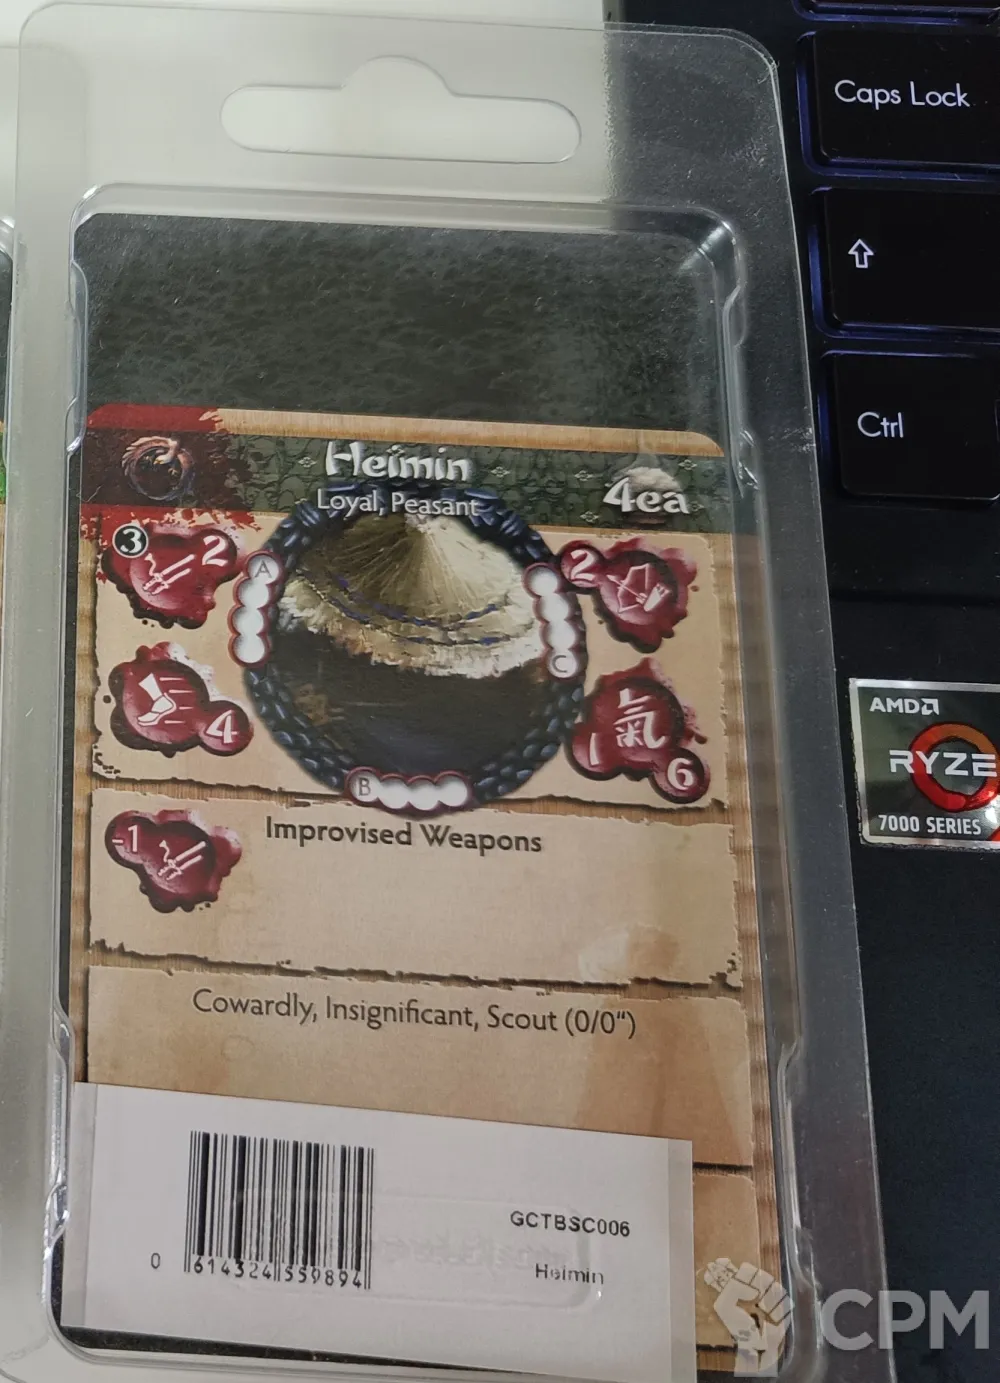 Caps Lock
Ctrl
Heimin
Loyal, Peasant
4ea
3 2
A
2
C
4
氣
1 6
B
-1
Improvised Weapons
Cowardly, Insignificant, Scout (0/0")
AMD
RYZE
7000 SERIES
GCTBSC006
Heimin
0 614324 559894
CPM